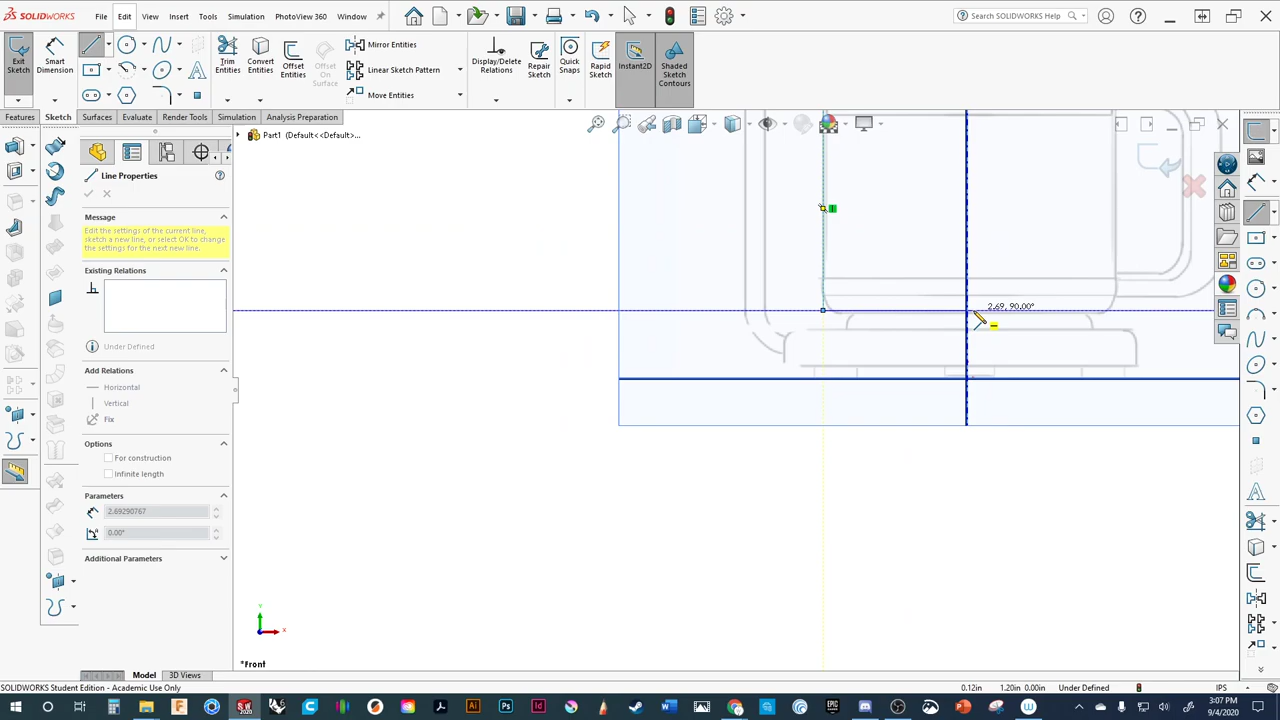 SOLIDWORKS
File
Edit
View
Insert
Tools
Simulation
PhotoView 360
Window
Search SOLIDWORKS Help
Exit Sketch
Smart Dimension
Trim Entities
Convert Entities
Offset Entities
Offset On Surface
Mirror Entities
Linear Sketch Pattern
Move Entities
Display/Delete Relations
Repair Sketch
Quick Snaps
Rapid Sketch
Instant2D
Shaded Sketch Contours
Features
Sketch
Surfaces
Evaluate
Render Tools
Simulation
Analysis Preparation
Part1 (Default<<Default>...
Line Properties
Message
Edit the settings of the current line,
sketch a new line, or select OK to change
the settings for the next new line.
Existing Relations
Under Defined
Add Relations
Horizontal
Vertical
Fix
Options
For construction
Infinite length
Parameters
2.69290767
0.00°
Additional Parameters
2.69, 90.00°
Y
X
*Front
Model
3D Views
SOLIDWORKS Student Edition - Academic Use Only
0.12in
1.20in 0.00in
Under Defined
IPS
3:07 PM
9/4/2020